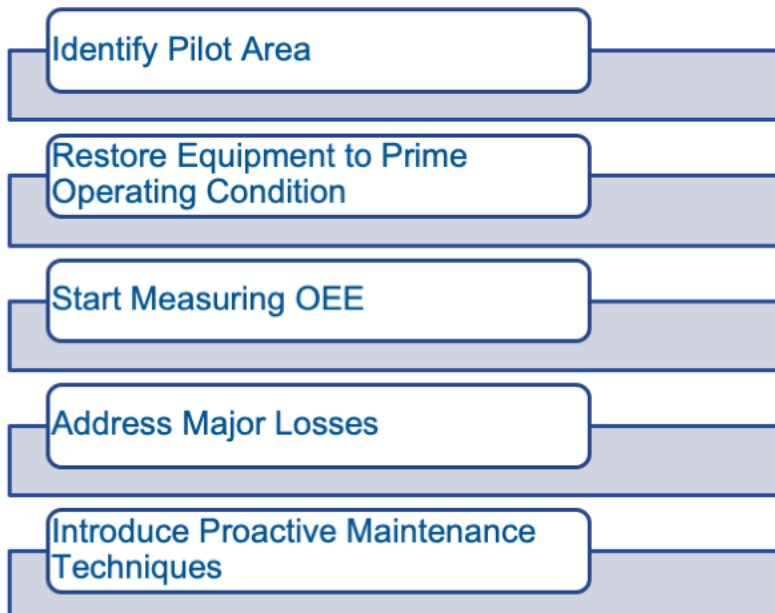 Identify Pilot Area
Restore Equipment to Prime
Operating Condition
Start Measuring OEE
Address Major Losses
Introduce Proactive Maintenance
Techniques